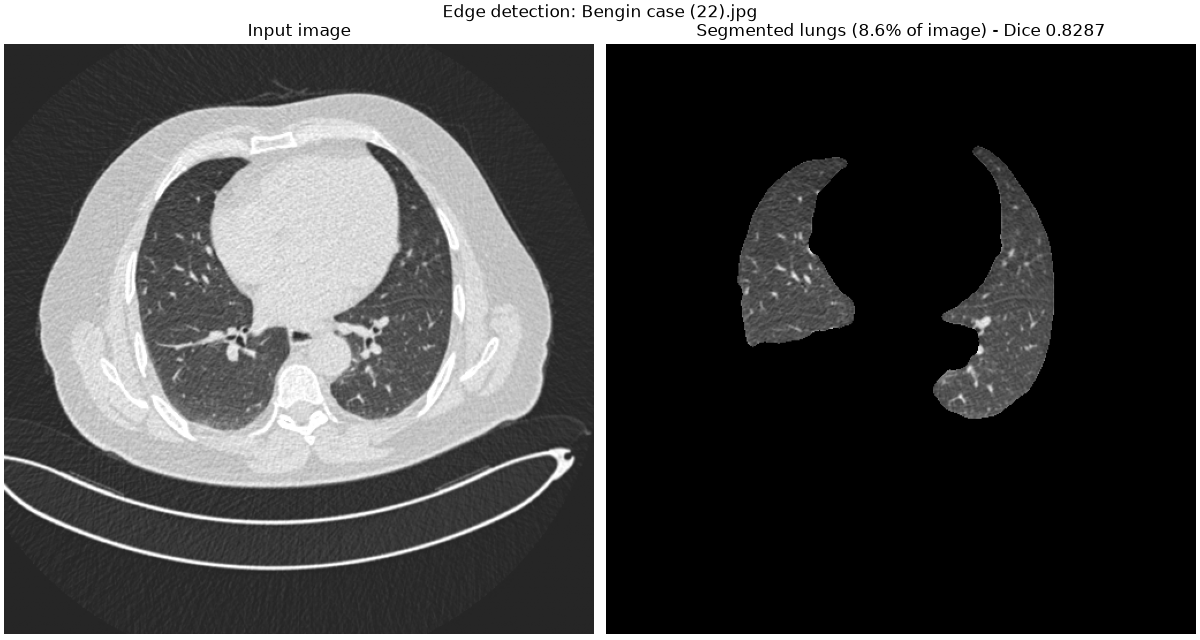 Edge detection: Bengin case (22).jpg
Input image
Segmented lungs (8.6% of image) - Dice 0.8287